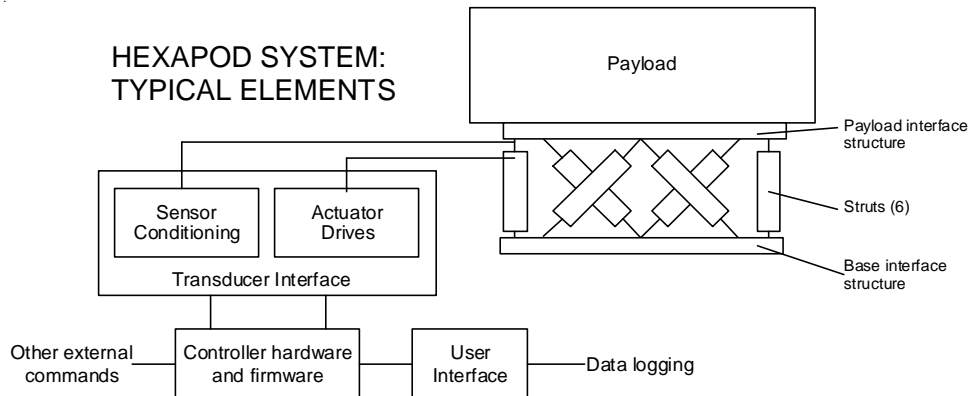 HEXAPOD SYSTEM:
TYPICAL ELEMENTS
Payload
Payload interface
structure
Struts (6)
Base interface
structure
Sensor
Conditioning
Actuator
Drives
Transducer Interface
Other external
commands
Controller hardware
and firmware
User
Interface
Data logging